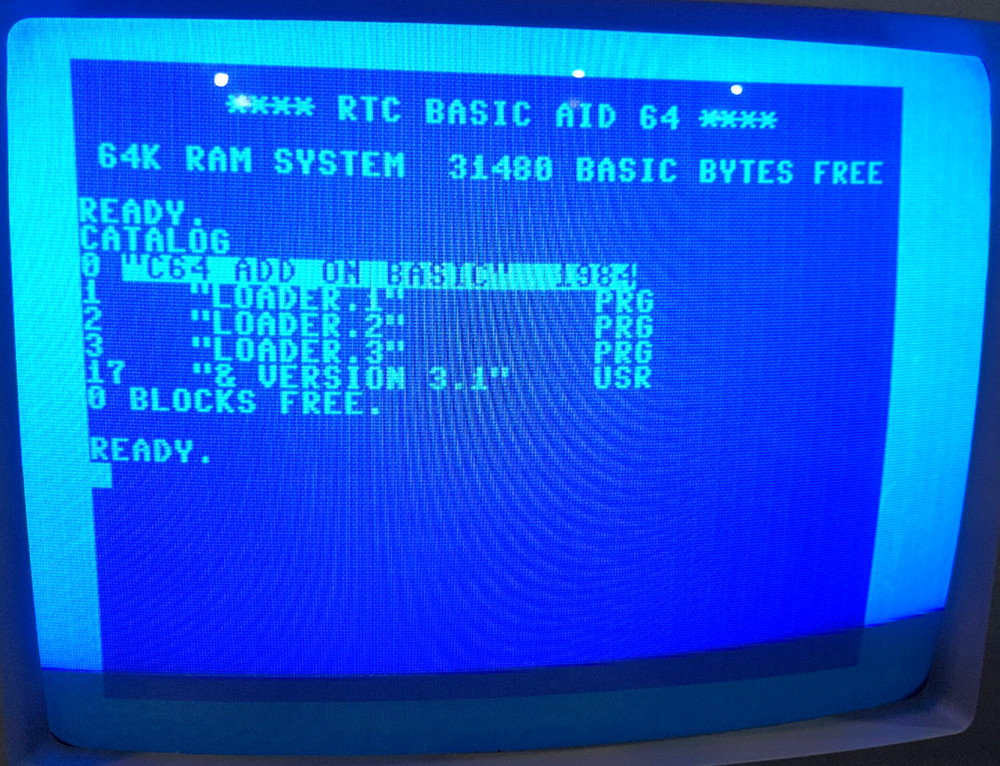 **** RTC BASIC AID 64 ****
64K RAM SYSTEM  31480 BASIC BYTES FREE
READY.
CATALOG
0 "C64 ADD ON BASIC"  1984
1    "LOADER.1"         PRG
2    "LOADER.2"         PRG
3    "LOADER.3"         PRG
17   "& VERSION 3.1"    USR
0 BLOCKS FREE.
READY.